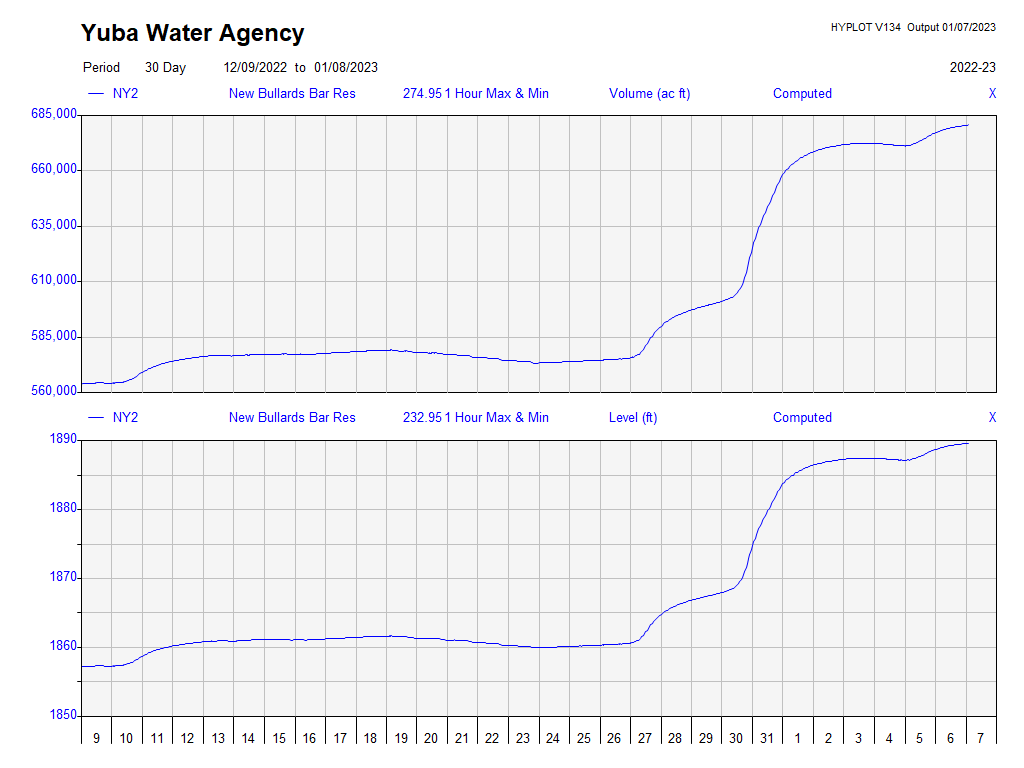 Yuba Water Agency
HYPLOT V134 Output 01/07/2023
Period 30 Day 12/09/2022 to 01/08/2023 2022-23
NY2 New Bullards Bar Res 274.95 1 Hour Max & Min Volume (ac ft) Computed X
685,000
660,000
635,000
610,000
585,000
560,000
NY2 New Bullards Bar Res 232.95 1 Hour Max & Min Level (ft) Computed X
1890
1880
1870
1860
1850
9 10 11 12 13 14 15 16 17 18 19 20 21 22 23 24 25 26 27 28 29 30 31 1 2 3 4 5 6 7